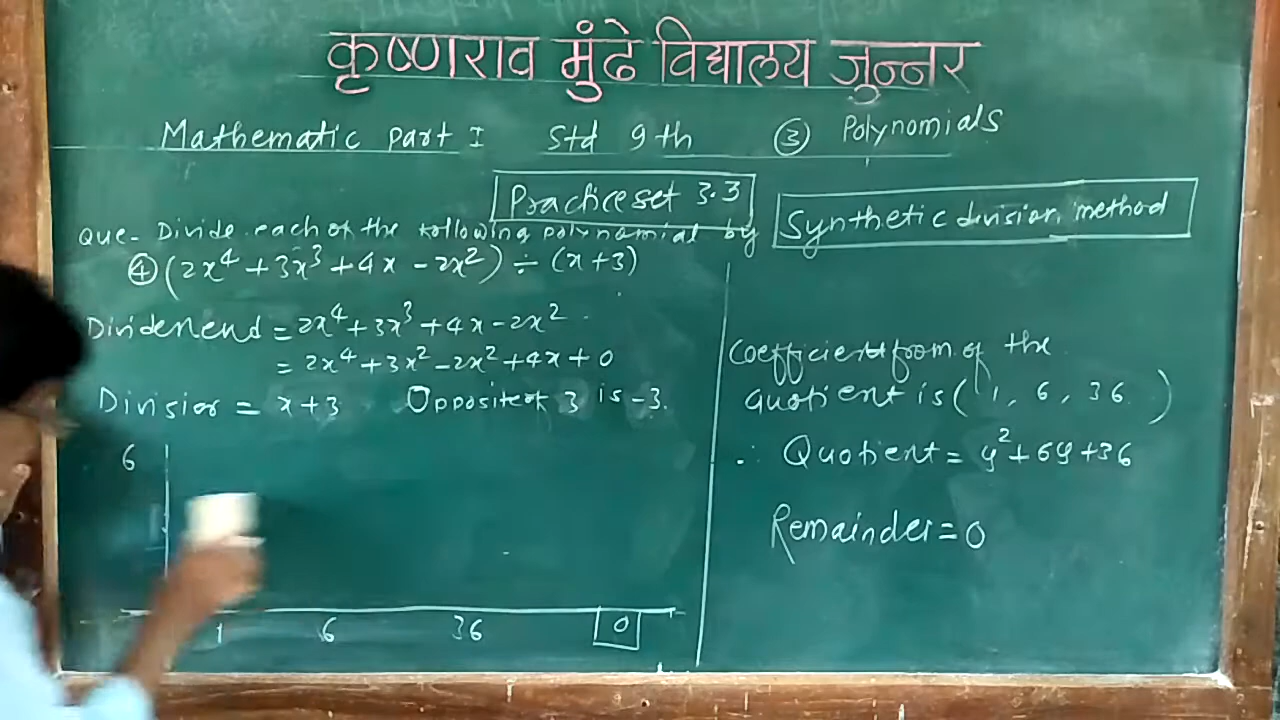 कृष्णराव मुंढे विद्यालय जुन्नर
Mathematic part I Std 9th ③ Polynomials
Practice set 3.3
Synthetic division method
Que- Divide each of the following polynomial by
④ (2x⁴ + 3x³ + 4x - 2x²) ÷ (x+3)
Dividenend = 2x⁴ + 3x³ + 4x - 2x²
= 2x⁴ + 3x² - 2x² + 4x + 0
Division = x+3 Opposite of 3 is -3.
6
1 6 36 0
Coefficient from of the
quotient is (1, 6, 36)
∴ Quotient = y² + 6y + 36
Remainder = 0